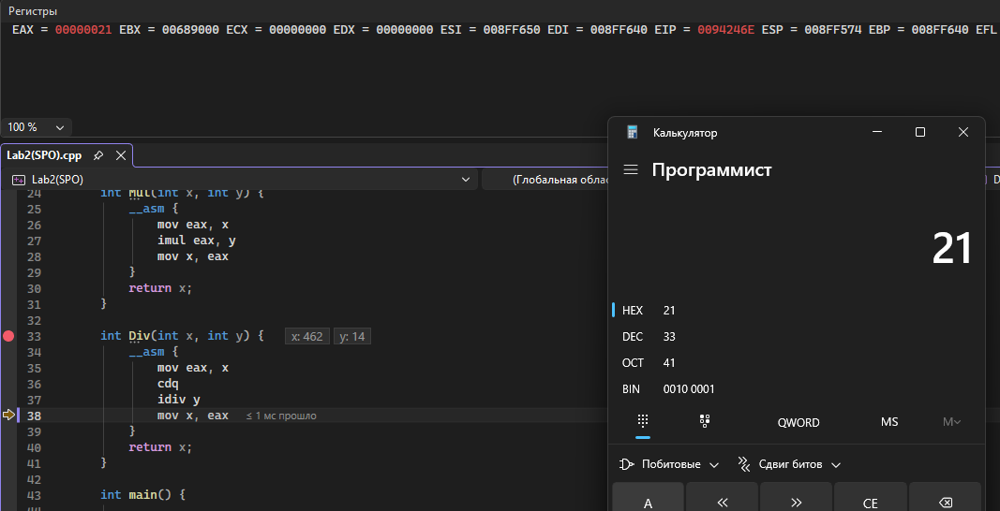 Регистры
EAX = 00000021 EBX = 00689000 ECX = 00000000 EDX = 00000000 ESI = 008FF650 EDI = 008FF640 EIP = 0094246E ESP = 008FF574 EBP = 008FF640 EFL
100 %
Lab2(SPO).cpp
Lab2(SPO)
(Глобальная облас
D
24 int Mul(int x, int y) {
25 __asm {
26 mov eax, x
27 imul eax, y
28 mov x, eax
29 }
30 return x;
31 }
32
33 int Div(int x, int y) { x: 462 y: 14
34 __asm {
35 mov eax, x
36 cdq
37 idiv y
38 mov x, eax ≤ 1 мс прошло
39 }
40 return x;
41 }
42
43 int main() {
Калькулятор
Программист
21
HEX 21
DEC 33
OCT 41
BIN 0010 0001
QWORD
MS
M
Побитовые
Сдвиг битов
A
CE